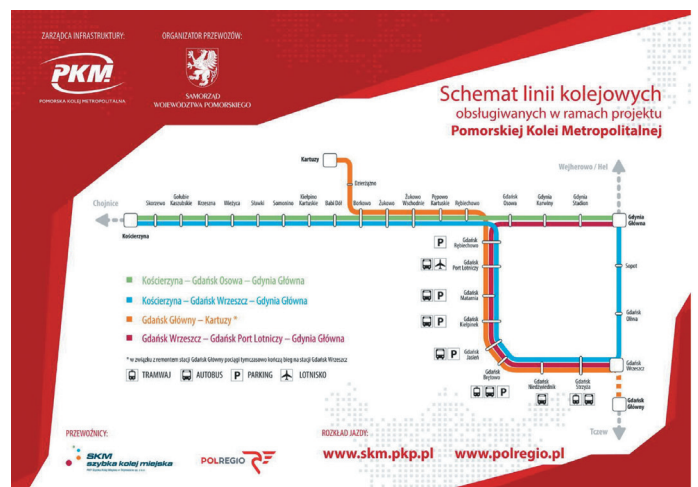 ZARZĄDCA INFRASTRUKTURY:
ORGANIZATOR PRZEWOZÓW:
PKM
POMORSKA KOLEJ METROPOLITALNA
SAMORZĄD
WOJEWÓDZTWA POMORSKIEGO
Schemat linii kolejowych
obsługiwanych w ramach projektu
Pomorskiej Kolei Metropolitalnej
Kartuzy
Dzierżążno
Wejherowo / Hel
Chojnice
Skorzewo
Gołubie
Kaszubskie
Krzeszna
Wieżyca
Sławki
Somonino
Kiełpino
Kartuskie
Babi Dół
Borkowo
Żukowo
Żukowo
Wschodnie
Pępowo
Kartuskie
Rębiechowo
Gdańsk
Osowa
Gdynia
Karwiny
Gdynia
Stadion
Gdynia
Główna
Kościerzyna
P
Gdańsk
Rębiechowo
Gdańsk
Port Lotniczy
P
Gdańsk
Matarnia
P
Gdańsk
Kiełpinek
P
Gdańsk
Jasień
Gdańsk
Brętowo
P
Gdańsk
Niedźwiednik
Gdańsk
Strzyża
Sopot
Gdańsk
Oliwa
Gdańsk
Wrzeszcz
Gdańsk
Główny
Tczew
Kościerzyna – Gdańsk Osowa – Gdynia Główna
Kościerzyna – Gdańsk Wrzeszcz – Gdynia Główna
Gdańsk Główny – Kartuzy *
Gdańsk Wrzeszcz – Gdańsk Port Lotniczy – Gdynia Główna
* w związku z remontem stacji Gdańsk Główny pociągi tymczasowo kończą bieg na stacji Gdańsk Wrzeszcz
TRAMWAJ AUTOBUS P PARKING LOTNISKO
PRZEWOŹNICY:
SKM
szybka kolej miejska
POLREGIO
ROZKŁAD JAZDY:
www.skm.pkp.pl www.polregio.pl